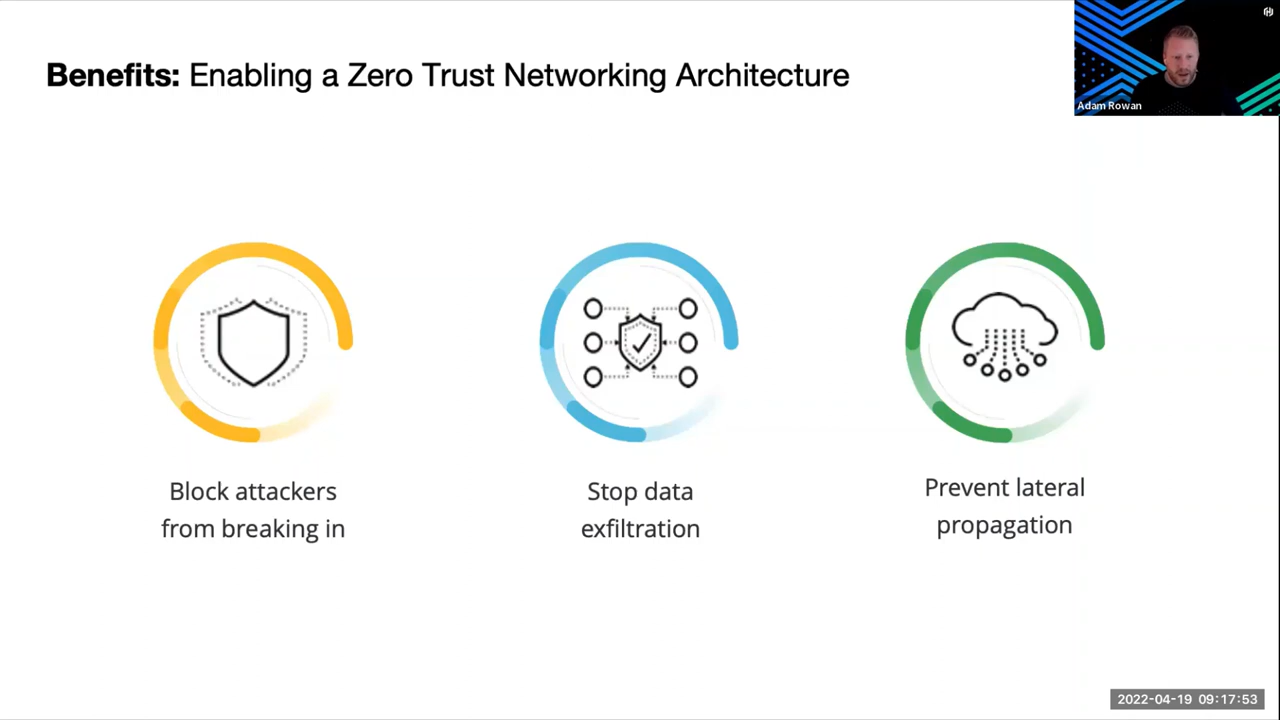 Benefits: Enabling a Zero Trust Networking Architecture
Adam Rowan
Block attackers
from breaking in
Stop data
exfiltration
Prevent lateral
propagation
2022-04-19 09:17:53